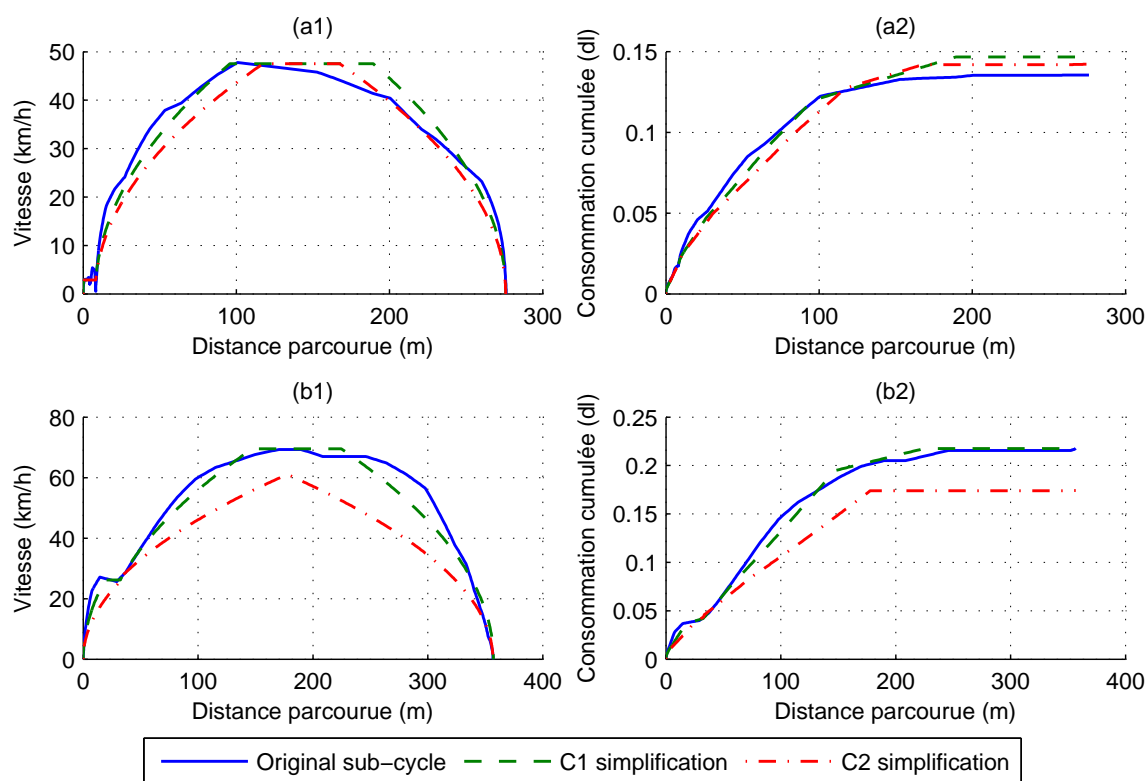 (a1)
Vitesse (km/h)
50
40
30
20
10
0
0 100 200 300
Distance parcourue (m)
(a2)
Consommation cumulée (dl)
0.15
0.1
0.05
0
0 100 200 300
Distance parcourue (m)
(b1)
Vitesse (km/h)
80
60
40
20
0
0 100 200 300 400
Distance parcourue (m)
(b2)
Consommation cumulée (dl)
0.25
0.2
0.15
0.1
0.05
0
0 100 200 300 400
Distance parcourue (m)
Original sub−cycle C1 simplification C2 simplification